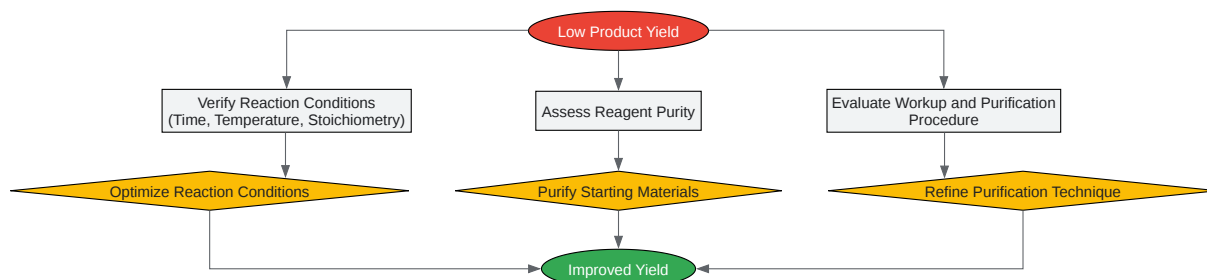 Low Product Yield
Verify Reaction Conditions
(Time, Temperature, Stoichiometry)
Assess Reagent Purity
Evaluate Workup and Purification
Procedure
Optimize Reaction Conditions
Purify Starting Materials
Refine Purification Technique
Improved Yield